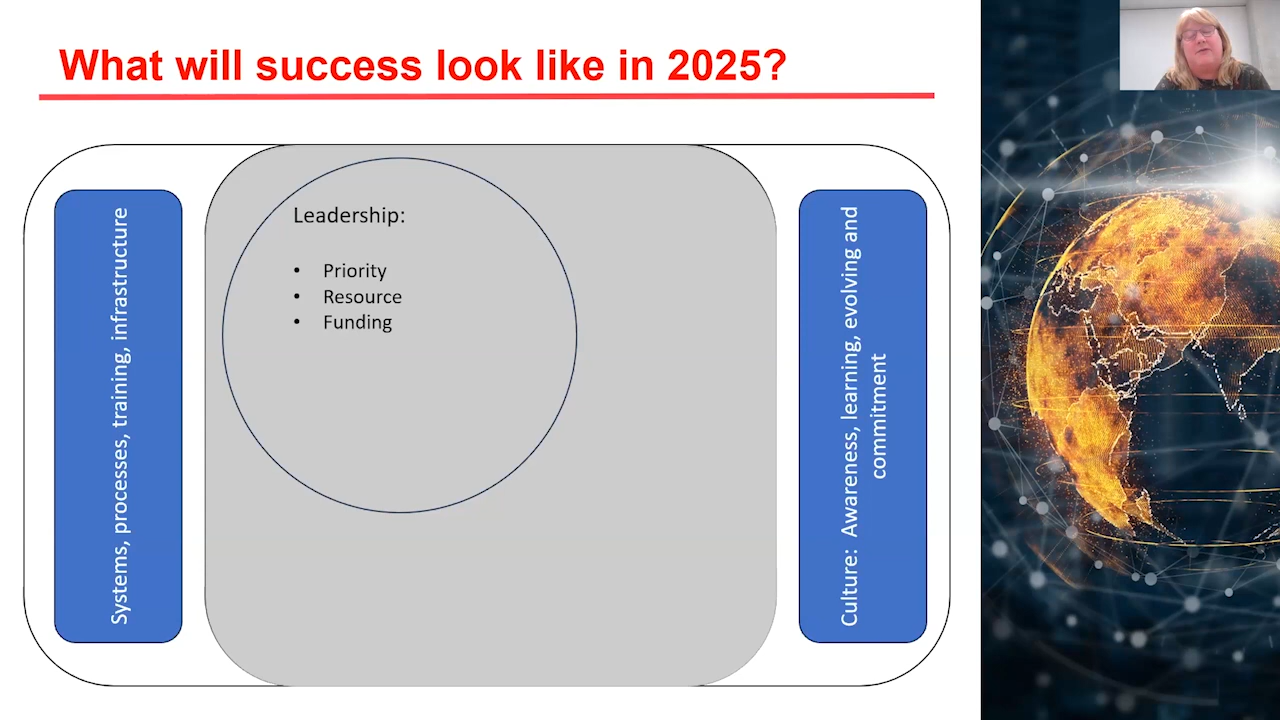 What will success look like in 2025?
Systems, processes, training, infrastructure
Leadership:
• Priority
• Resource
• Funding
Culture:  Awareness, learning, evolving and
commitment